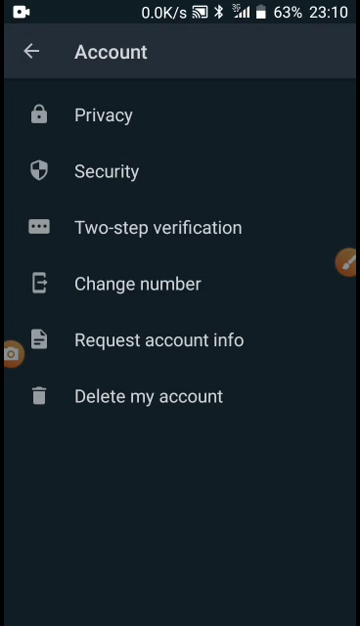 0.0K/s 3G 63% 23:10
Account
Privacy
Security
Two-step verification
Change number
Request account info
Delete my account